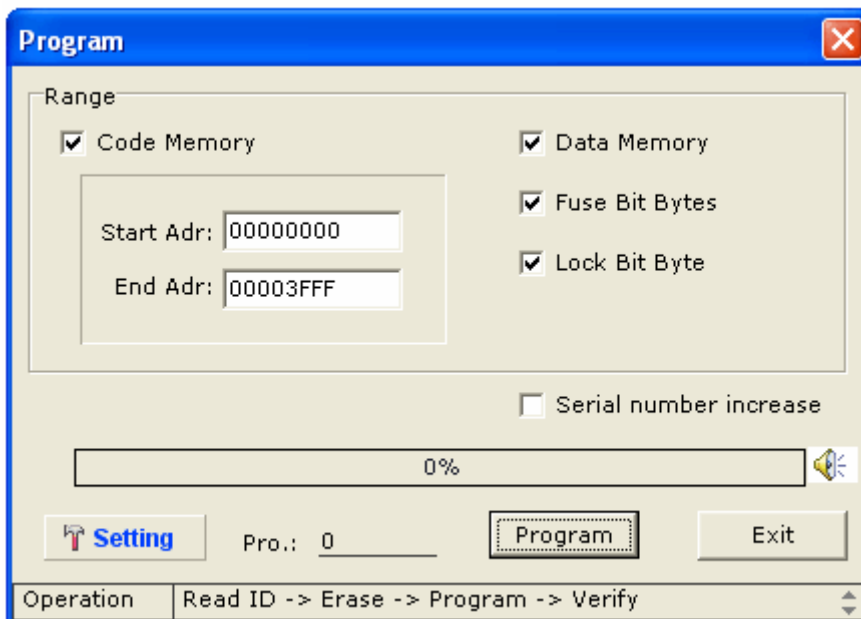 Program
Range
Code Memory
Data Memory
Start Adr: 00000000
Fuse Bit Bytes
End Adr: 00003FFF
Lock Bit Byte
Serial number increase
0%
Setting Pro.: 0 Program Exit
Operation Read ID -> Erase -> Program -> Verify